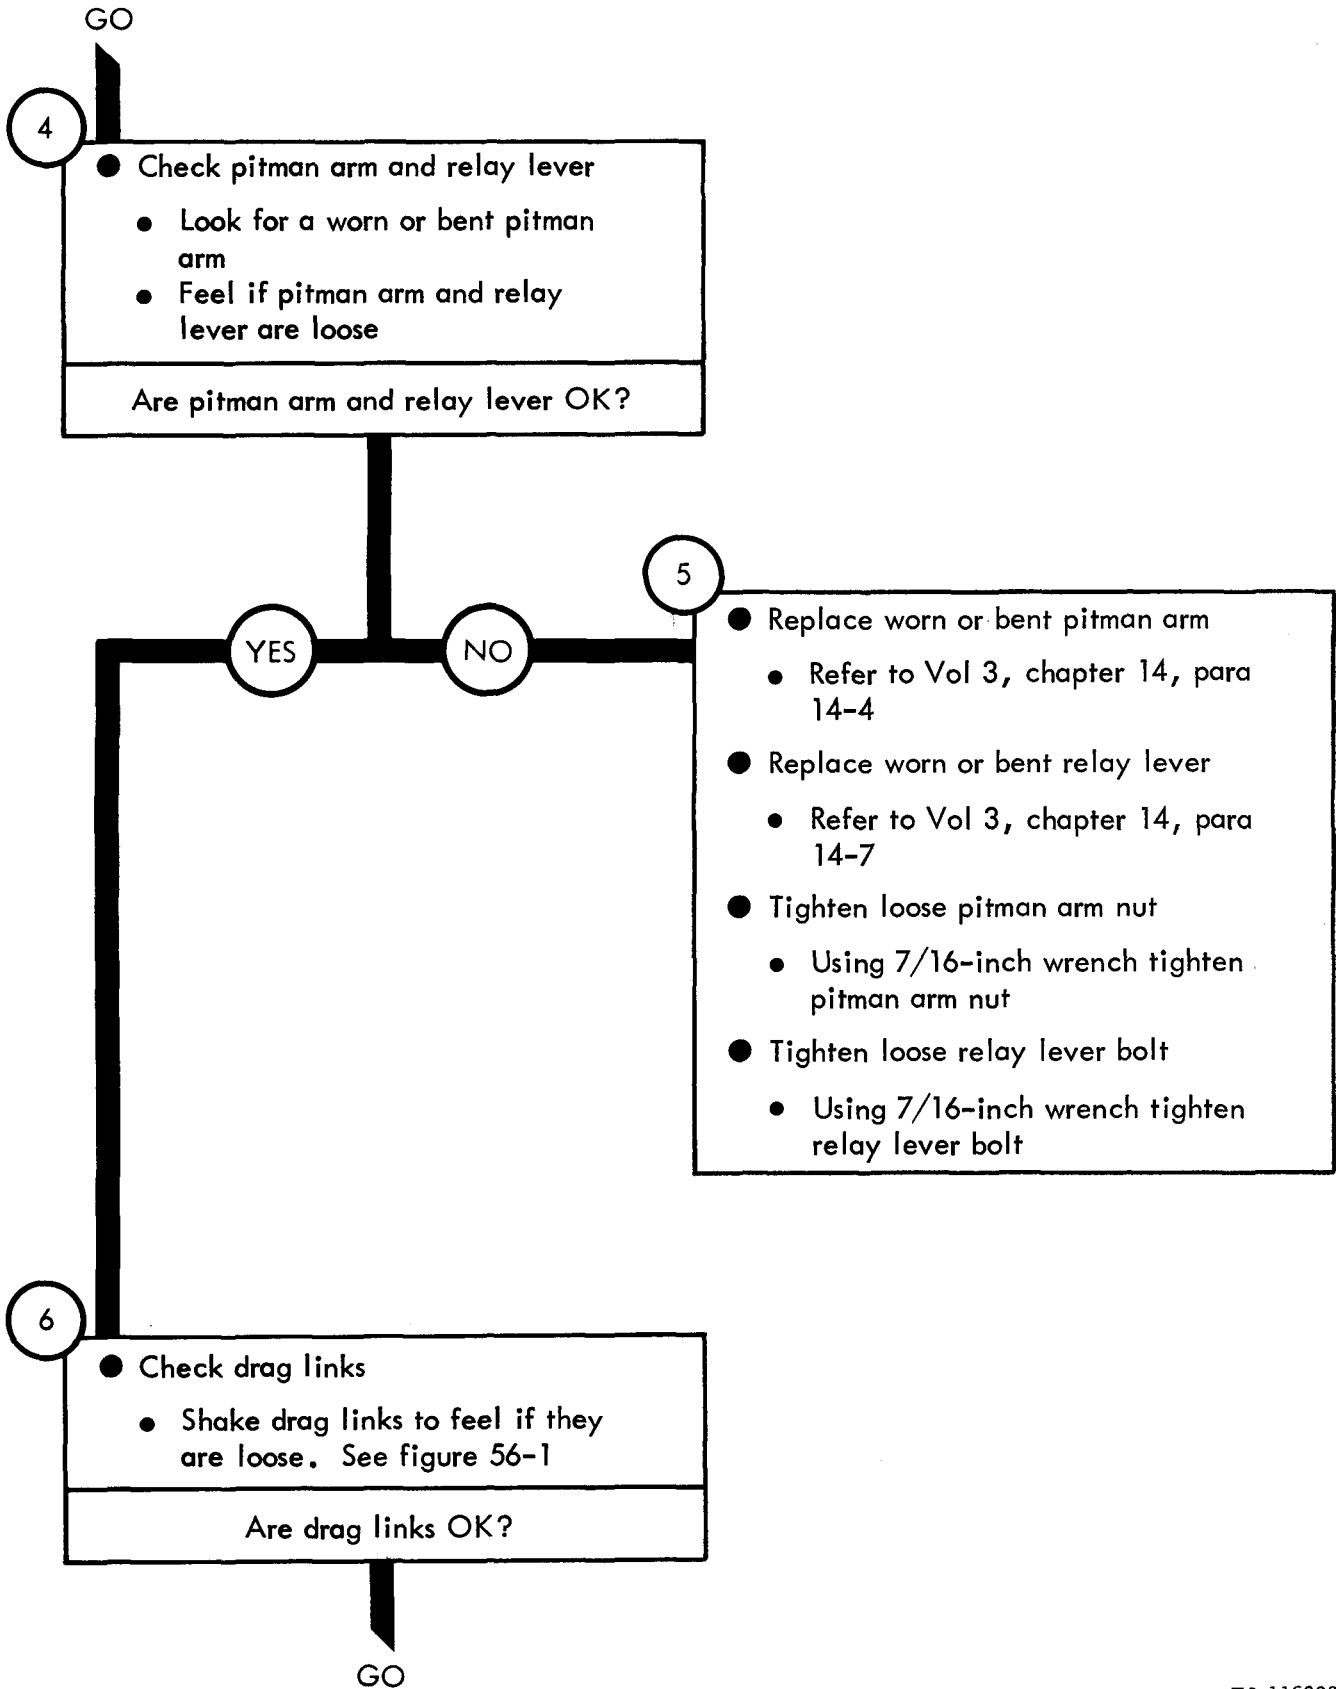 GO
4
● Check pitman arm and relay lever
● Look for a worn or bent pitman
arm
● Feel if pitman arm and relay
lever are loose
Are pitman arm and relay lever OK?
YES
NO
5
● Replace worn or bent pitman arm
● Refer to Vol 3, chapter 14, para
14-4
● Replace worn or bent relay lever
● Refer to Vol 3, chapter 14, para
14-7
● Tighten loose pitman arm nut
● Using 7/16-inch wrench tighten
pitman arm nut
● Tighten loose relay lever bolt
● Using 7/16-inch wrench tighten
relay lever bolt
6
● Check drag links
● Shake drag links to feel if they
are loose. See figure 56-1
Are drag links OK?
GO